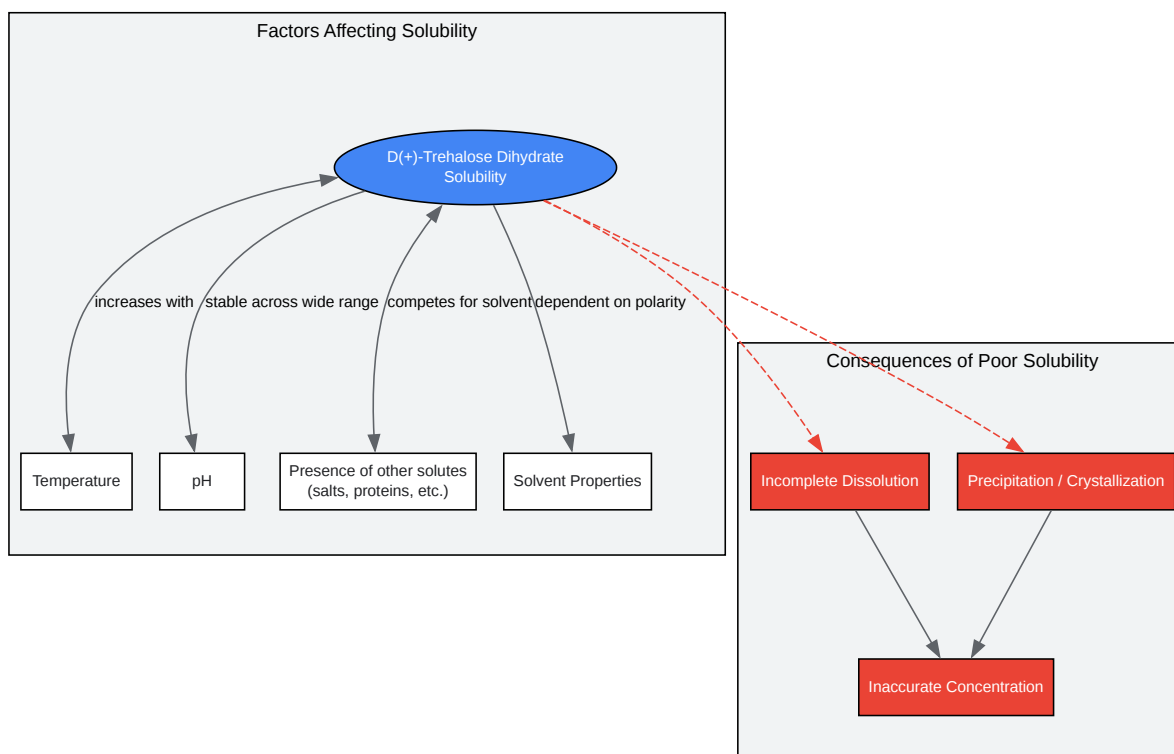 Factors Affecting Solubility
D(+)-Trehalose Dihydrate
Solubility
increases with
stable across wide range
competes for solvent
dependent on polarity
Temperature
pH
Presence of other solutes
(salts, proteins, etc.)
Solvent Properties
Consequences of Poor Solubility
Incomplete Dissolution
Precipitation / Crystallization
Inaccurate Concentration